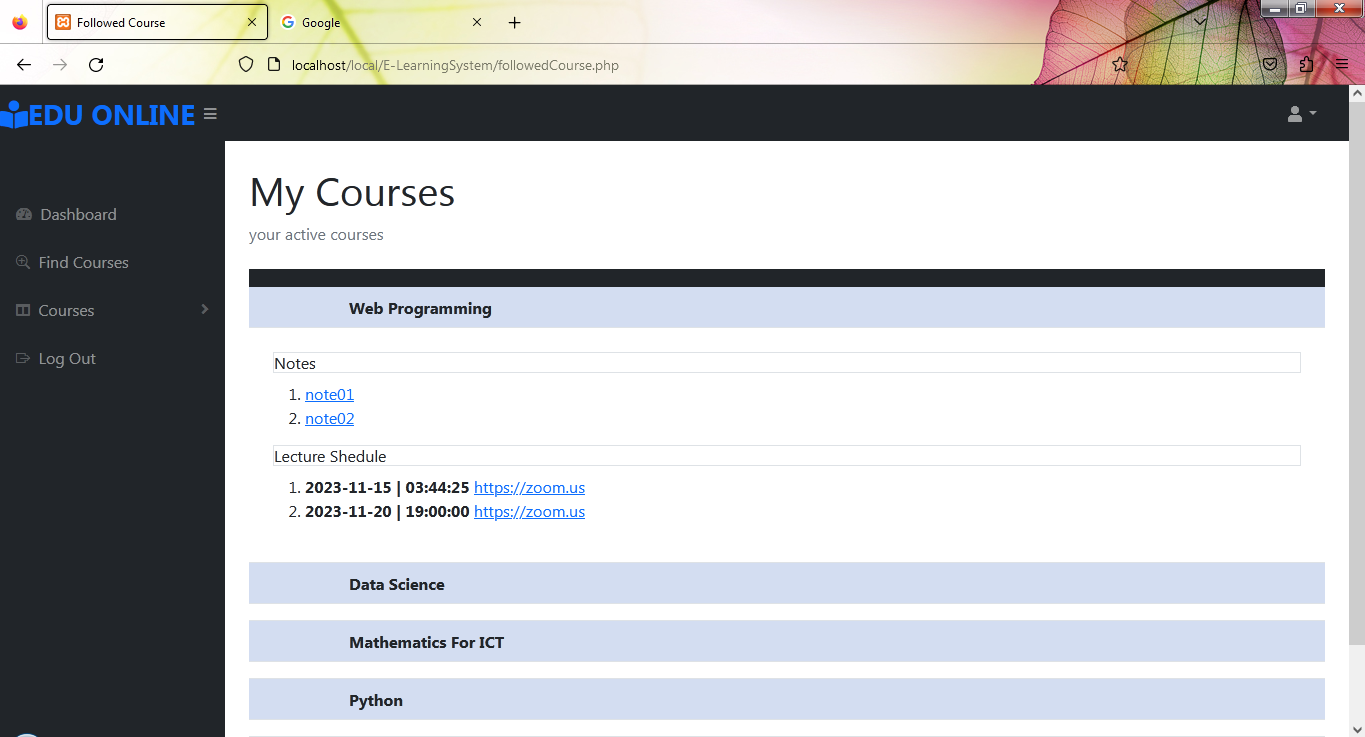 Followed Course
Google
localhost/local/E-LearningSystem/followedCourse.php
EDU ONLINE
Dashboard
Find Courses
Courses
Log Out
My Courses
your active courses
Web Programming
Notes
1. note01
2. note02
Lecture Shedule
1. 2023-11-15 | 03:44:25 https://zoom.us
2. 2023-11-20 | 19:00:00 https://zoom.us
Data Science
Mathematics For ICT
Python